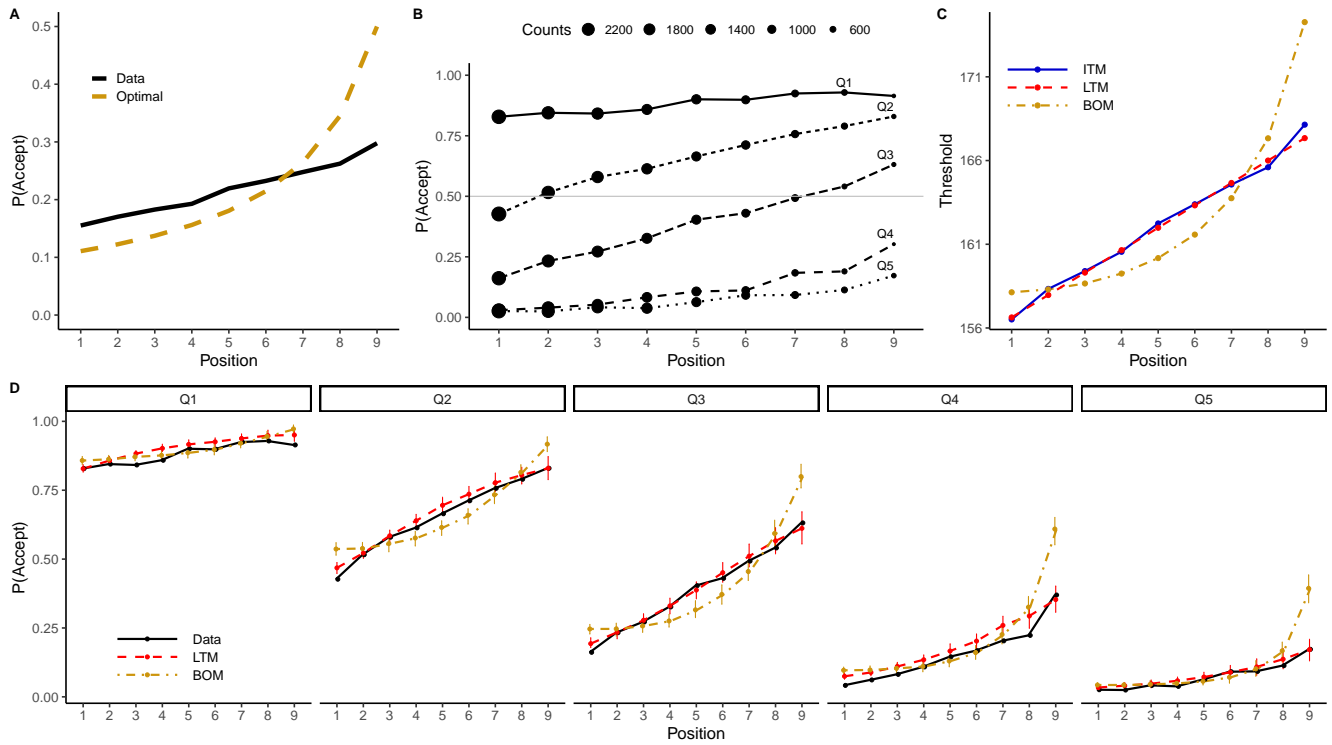 A
0.5
0.4
0.3
0.2
0.1
0.0
P(Accept)
Data
Optimal
1 2 3 4 5 6 7 8 9
Position
B
Counts 2200 1800 1400 1000 600
1.00
0.75
0.50
0.25
0.00
P(Accept)
Q1
Q2
Q3
Q4
Q5
1 2 3 4 5 6 7 8 9
Position
C
171
166
161
156
Threshold
ITM
LTM
BOM
1 2 3 4 5 6 7 8 9
Position
D
Q1 Q2 Q3 Q4 Q5
1.00
0.75
0.50
0.25
0.00
P(Accept)
Data
LTM
BOM
1 2 3 4 5 6 7 8 9 1 2 3 4 5 6 7 8 9 1 2 3 4 5 6 7 8 9 1 2 3 4 5 6 7 8 9 1 2 3 4 5 6 7 8 9
Position